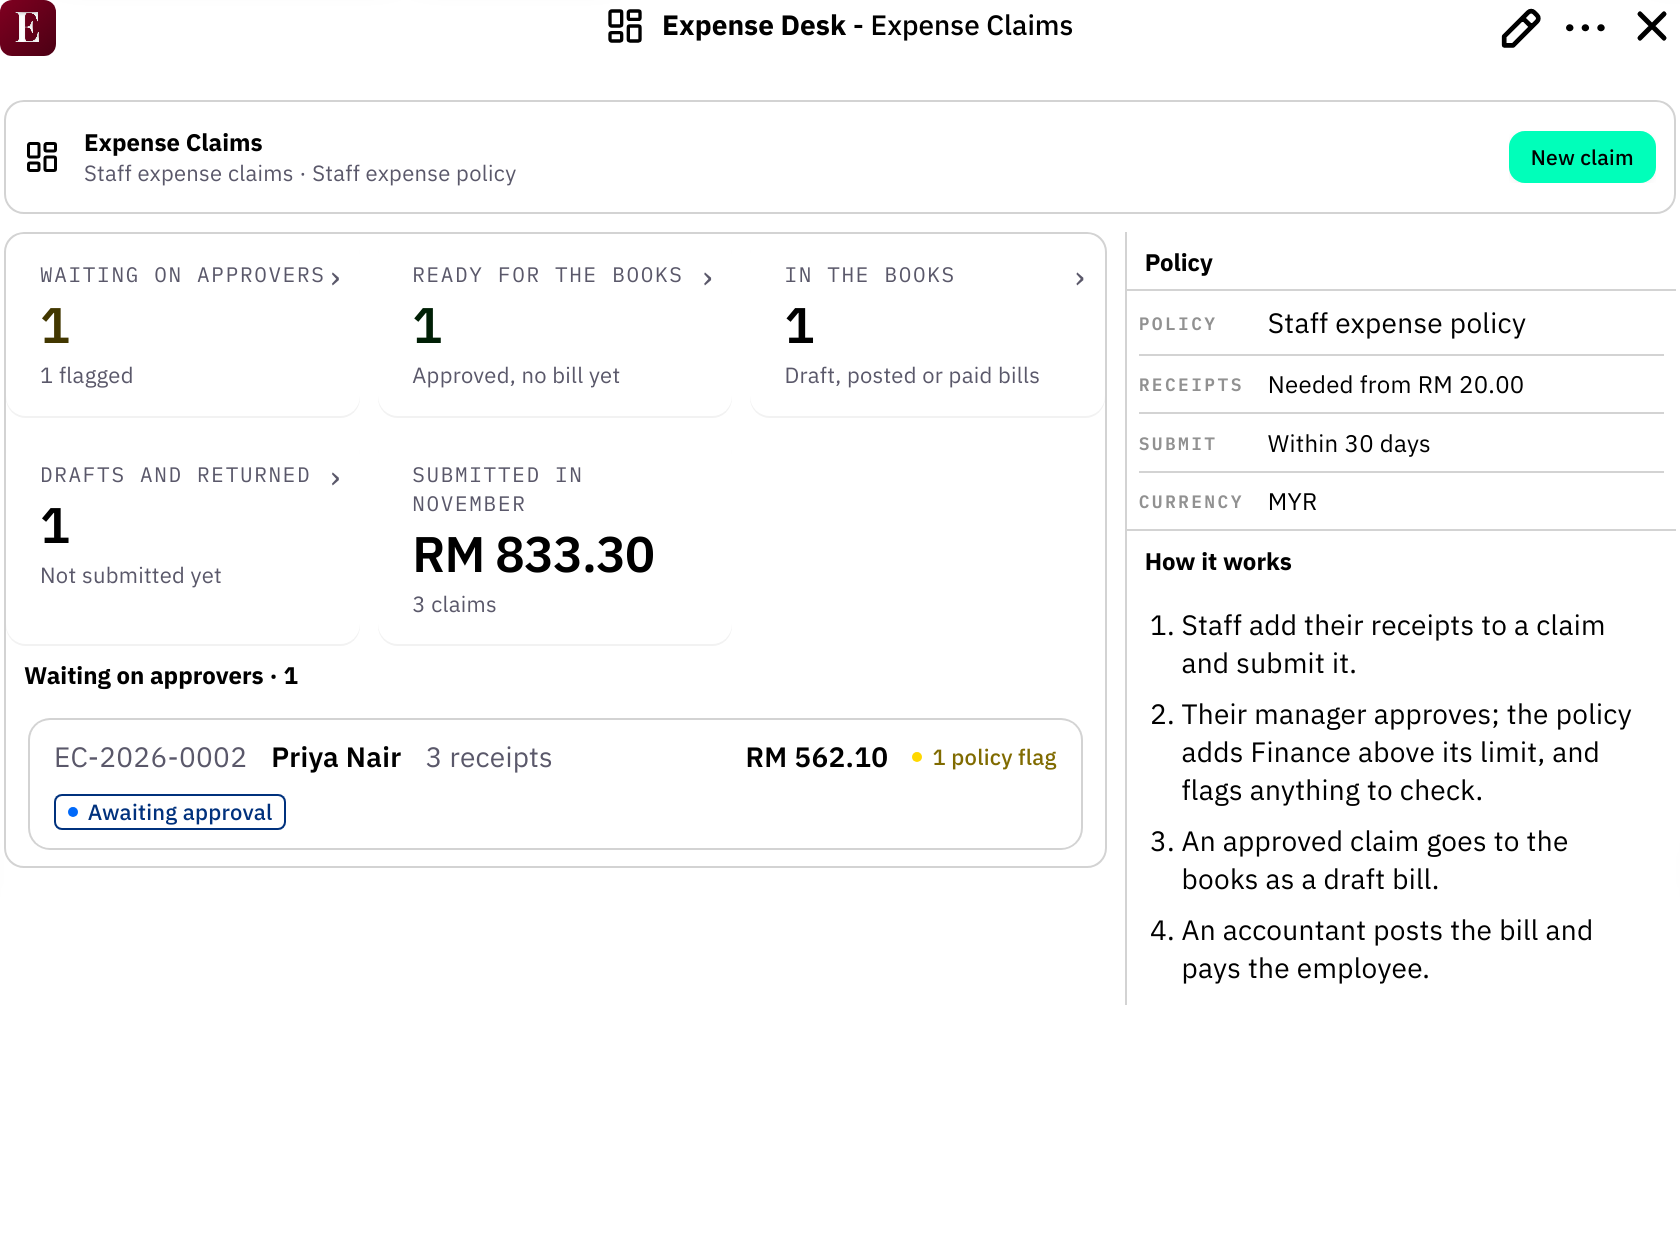 E
Expense Desk - Expense Claims
Expense Claims
Staff expense claims · Staff expense policy
New claim
WAITING ON APPROVERS
1
1 flagged
READY FOR THE BOOKS
1
Approved, no bill yet
IN THE BOOKS
1
Draft, posted or paid bills
DRAFTS AND RETURNED
1
Not submitted yet
SUBMITTED IN
NOVEMBER
RM 833.30
3 claims
Waiting on approvers · 1
EC-2026-0002 Priya Nair 3 receipts RM 562.10 1 policy flag
Awaiting approval
Policy
POLICY Staff expense policy
RECEIPTS Needed from RM 20.00
SUBMIT Within 30 days
CURRENCY MYR
How it works
1. Staff add their receipts to a claim
and submit it.
2. Their manager approves; the policy
adds Finance above its limit, and
flags anything to check.
3. An approved claim goes to the
books as a draft bill.
4. An accountant posts the bill and
pays the employee.